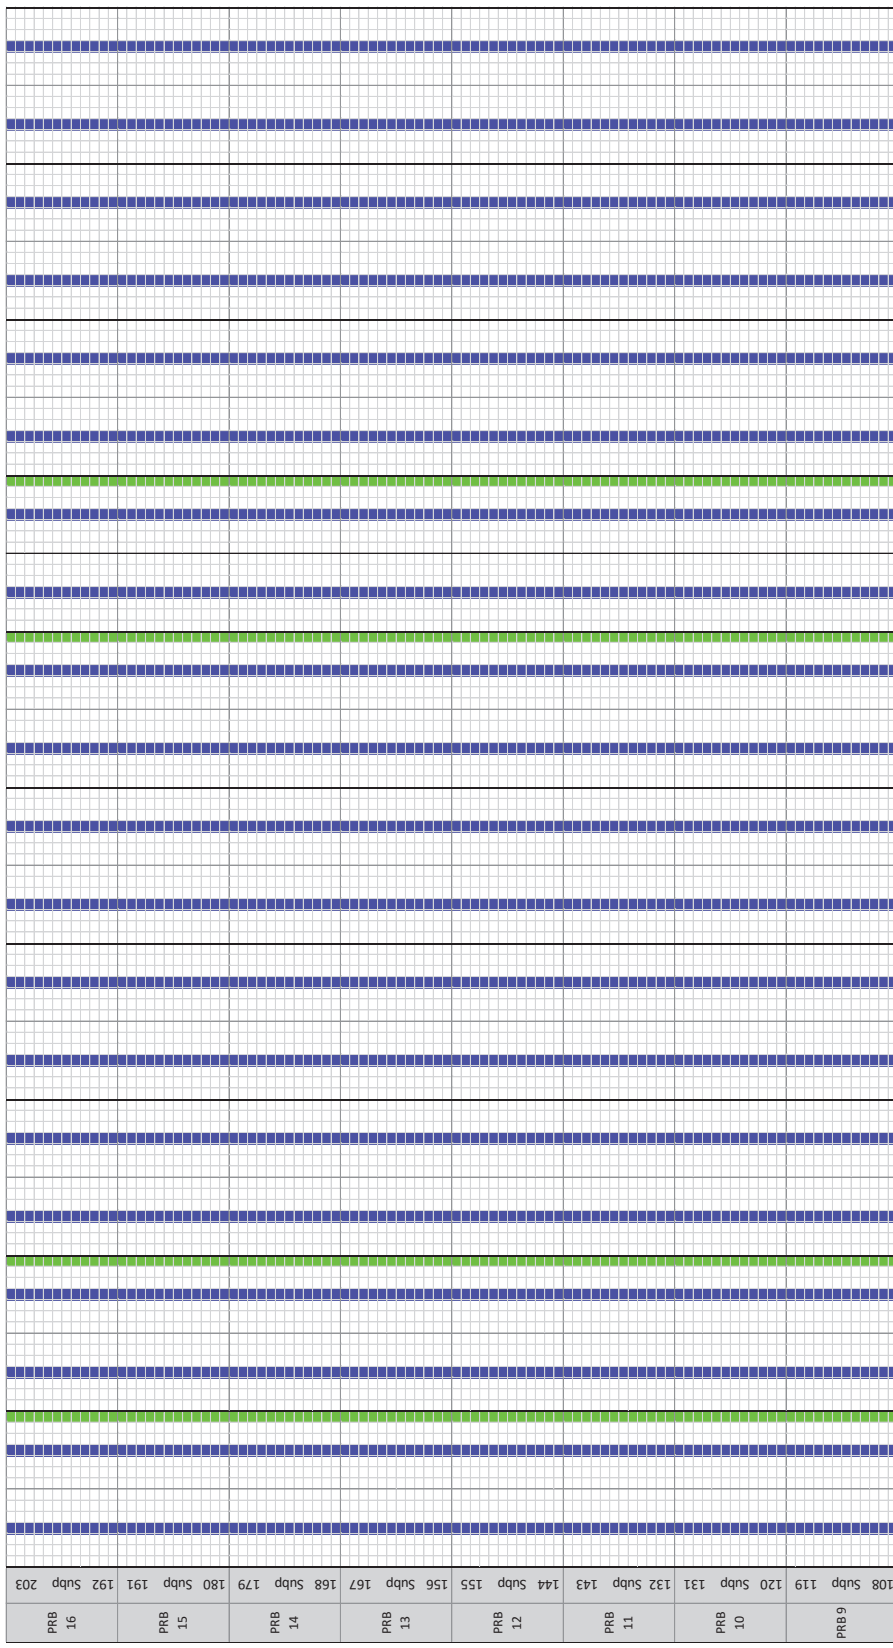 203 Subp 192
191 Subp 180
179 Subp 168
167 Subp 156
155 Subp 144
143 Subp 132
131 Subp 120
119 Subp 108
PRB
16
PRB
15
PRB
14
PRB
13
PRB
12
PRB
11
PRB
10
PRB 9